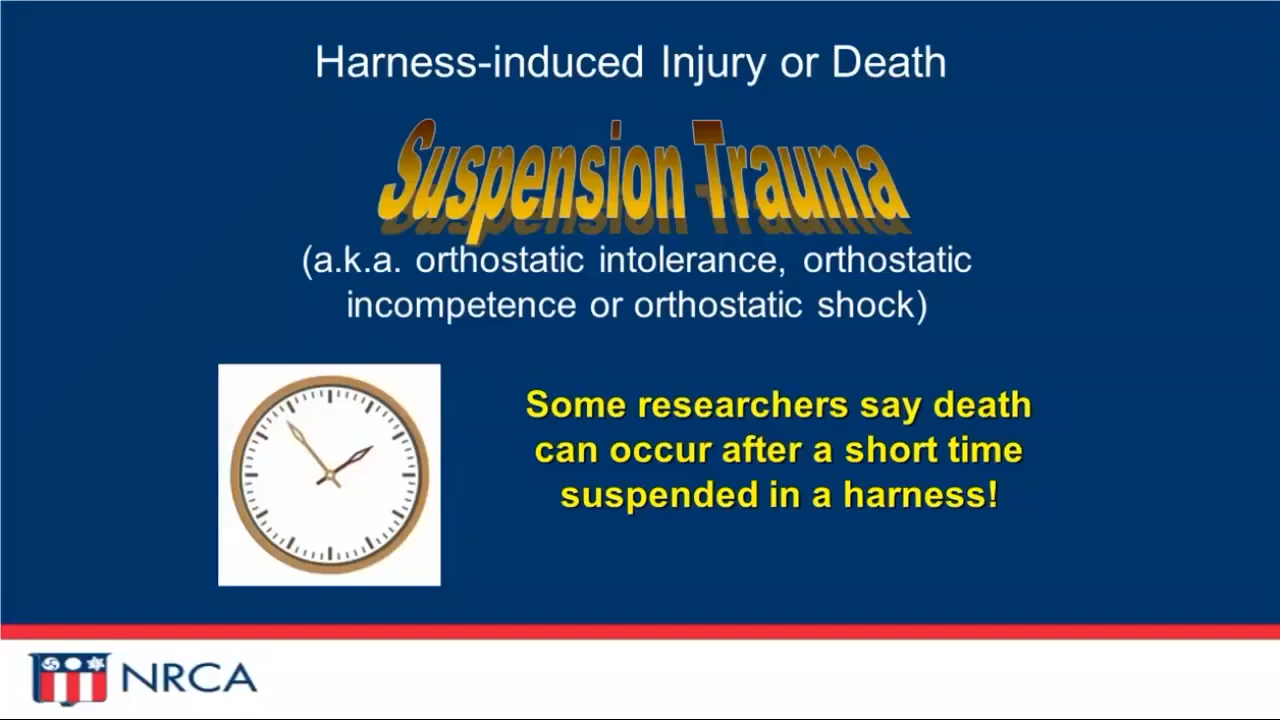 Harness-induced Injury or Death
Suspension Trauma
(a.k.a. orthostatic intolerance, orthostatic
incompetence or orthostatic shock)
Some researchers say death
can occur after a short time
suspended in a harness!
NRCA